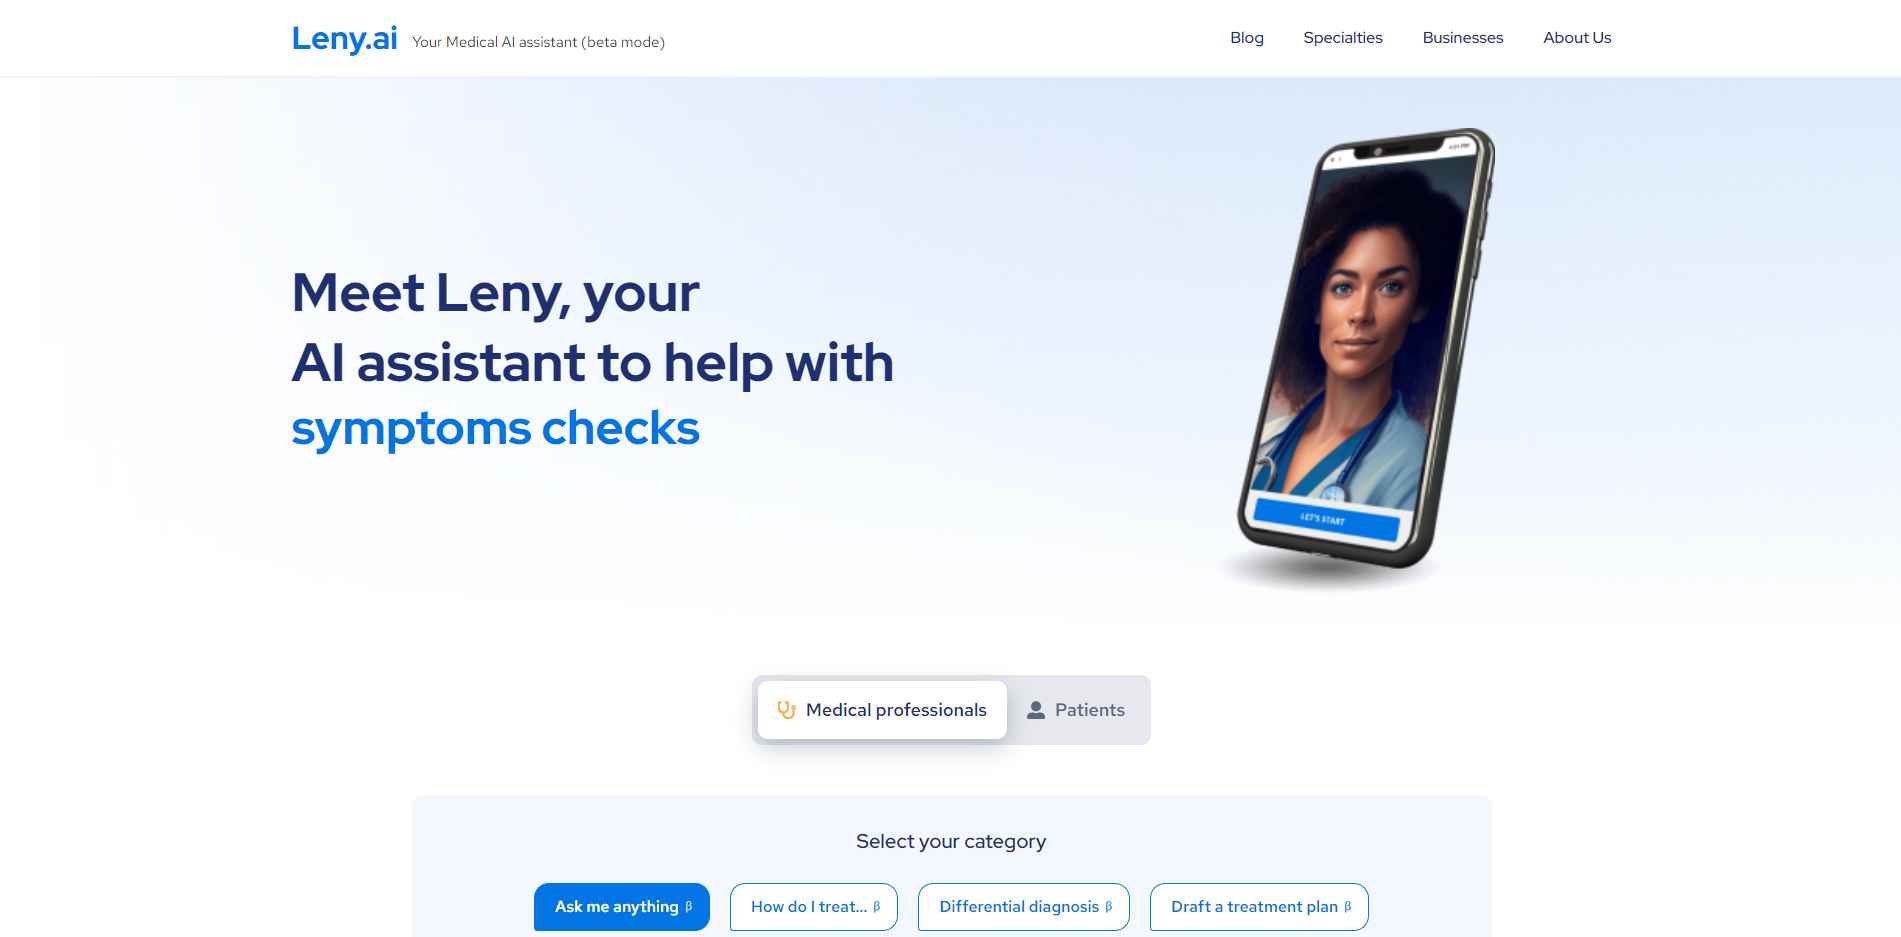 Leny.ai Your Medical AI assistant (beta mode)
Blog Specialties Businesses About Us
Meet Leny, your
AI assistant to help with
symptoms checks
LET'S START
Medical professionals Patients
Select your category
Ask me anything β How do I treat... β Differential diagnosis β Draft a treatment plan β